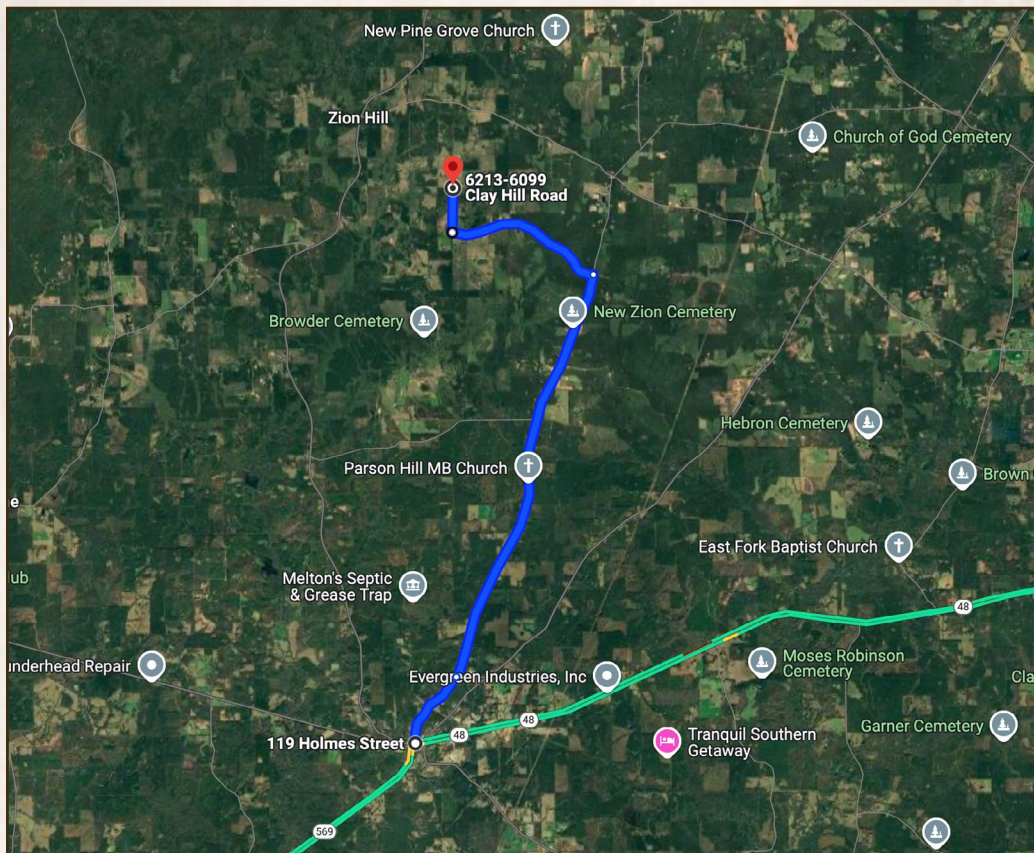 New Pine Grove Church
Zion Hill
Church of God Cemetery
6213-6099
Clay Hill Road
Browder Cemetery
New Zion Cemetery
Hebron Cemetery
Parson Hill MB Church
Brown
e
East Fork Baptist Church
ub
Melton's Septic
& Grease Trap
48
underhead Repair
Evergreen Industries, Inc
Moses Robinson
Cemetery
Cla
48
48
Garner Cemetery
119 Holmes Street
Tranquil Southern
Getaway
569